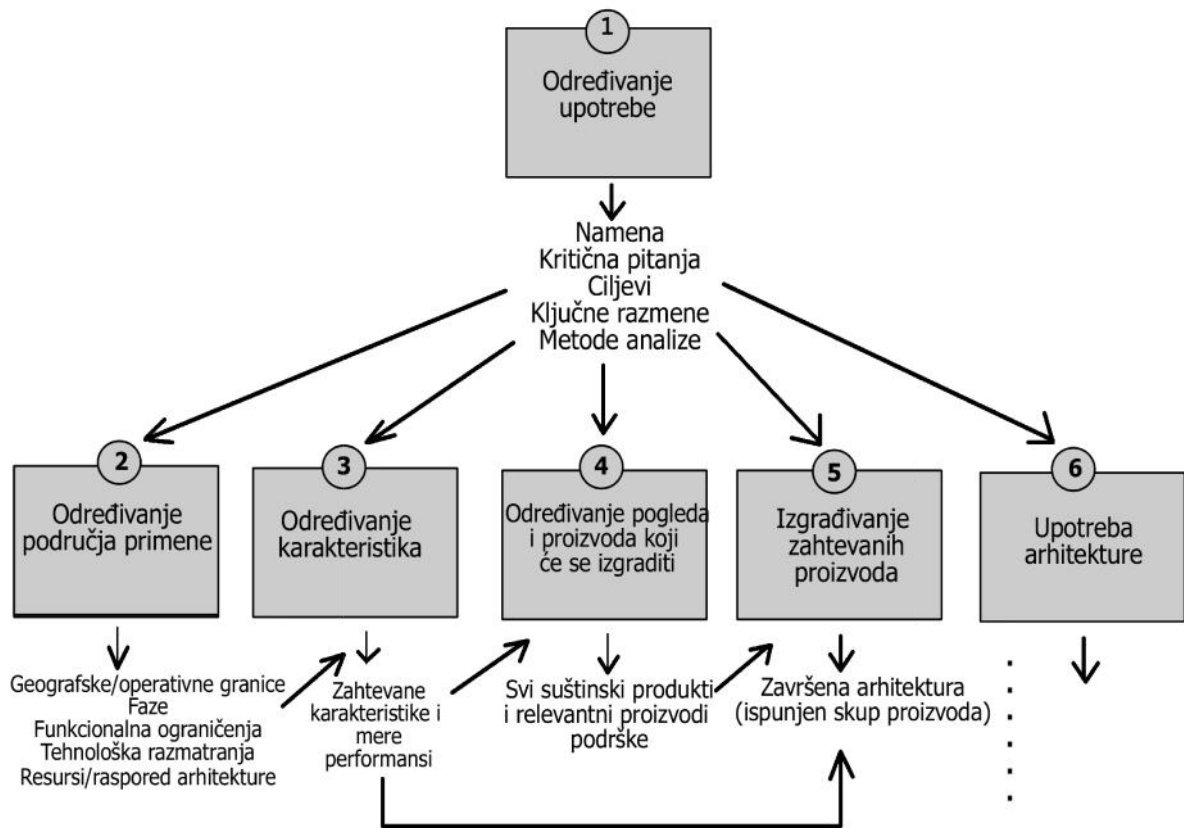 1
Određivanje
upotrebe
Namena
Kritična pitanja
Ciljevi
Ključne razmene
Metode analize
2
Određivanje
područja primene
3
Određivanje
karakteristika
4
Određivanje pogleda
i proizvoda koji
će se izgraditi
5
Izgrađivanje
zahtevanih
proizvoda
6
Upotreba
arhitekture
Geografske/operativne granice
Faze
Funkcionalna ograničenja
Tehnološka razmatranja
Resursi/raspored arhitekture
Zahtevane
karakteristike i
mere
performansi
Svi suštinski produkti
i relevantni proizvodi
podrške
Završena arhitektura
(ispunjen skup proizvoda)